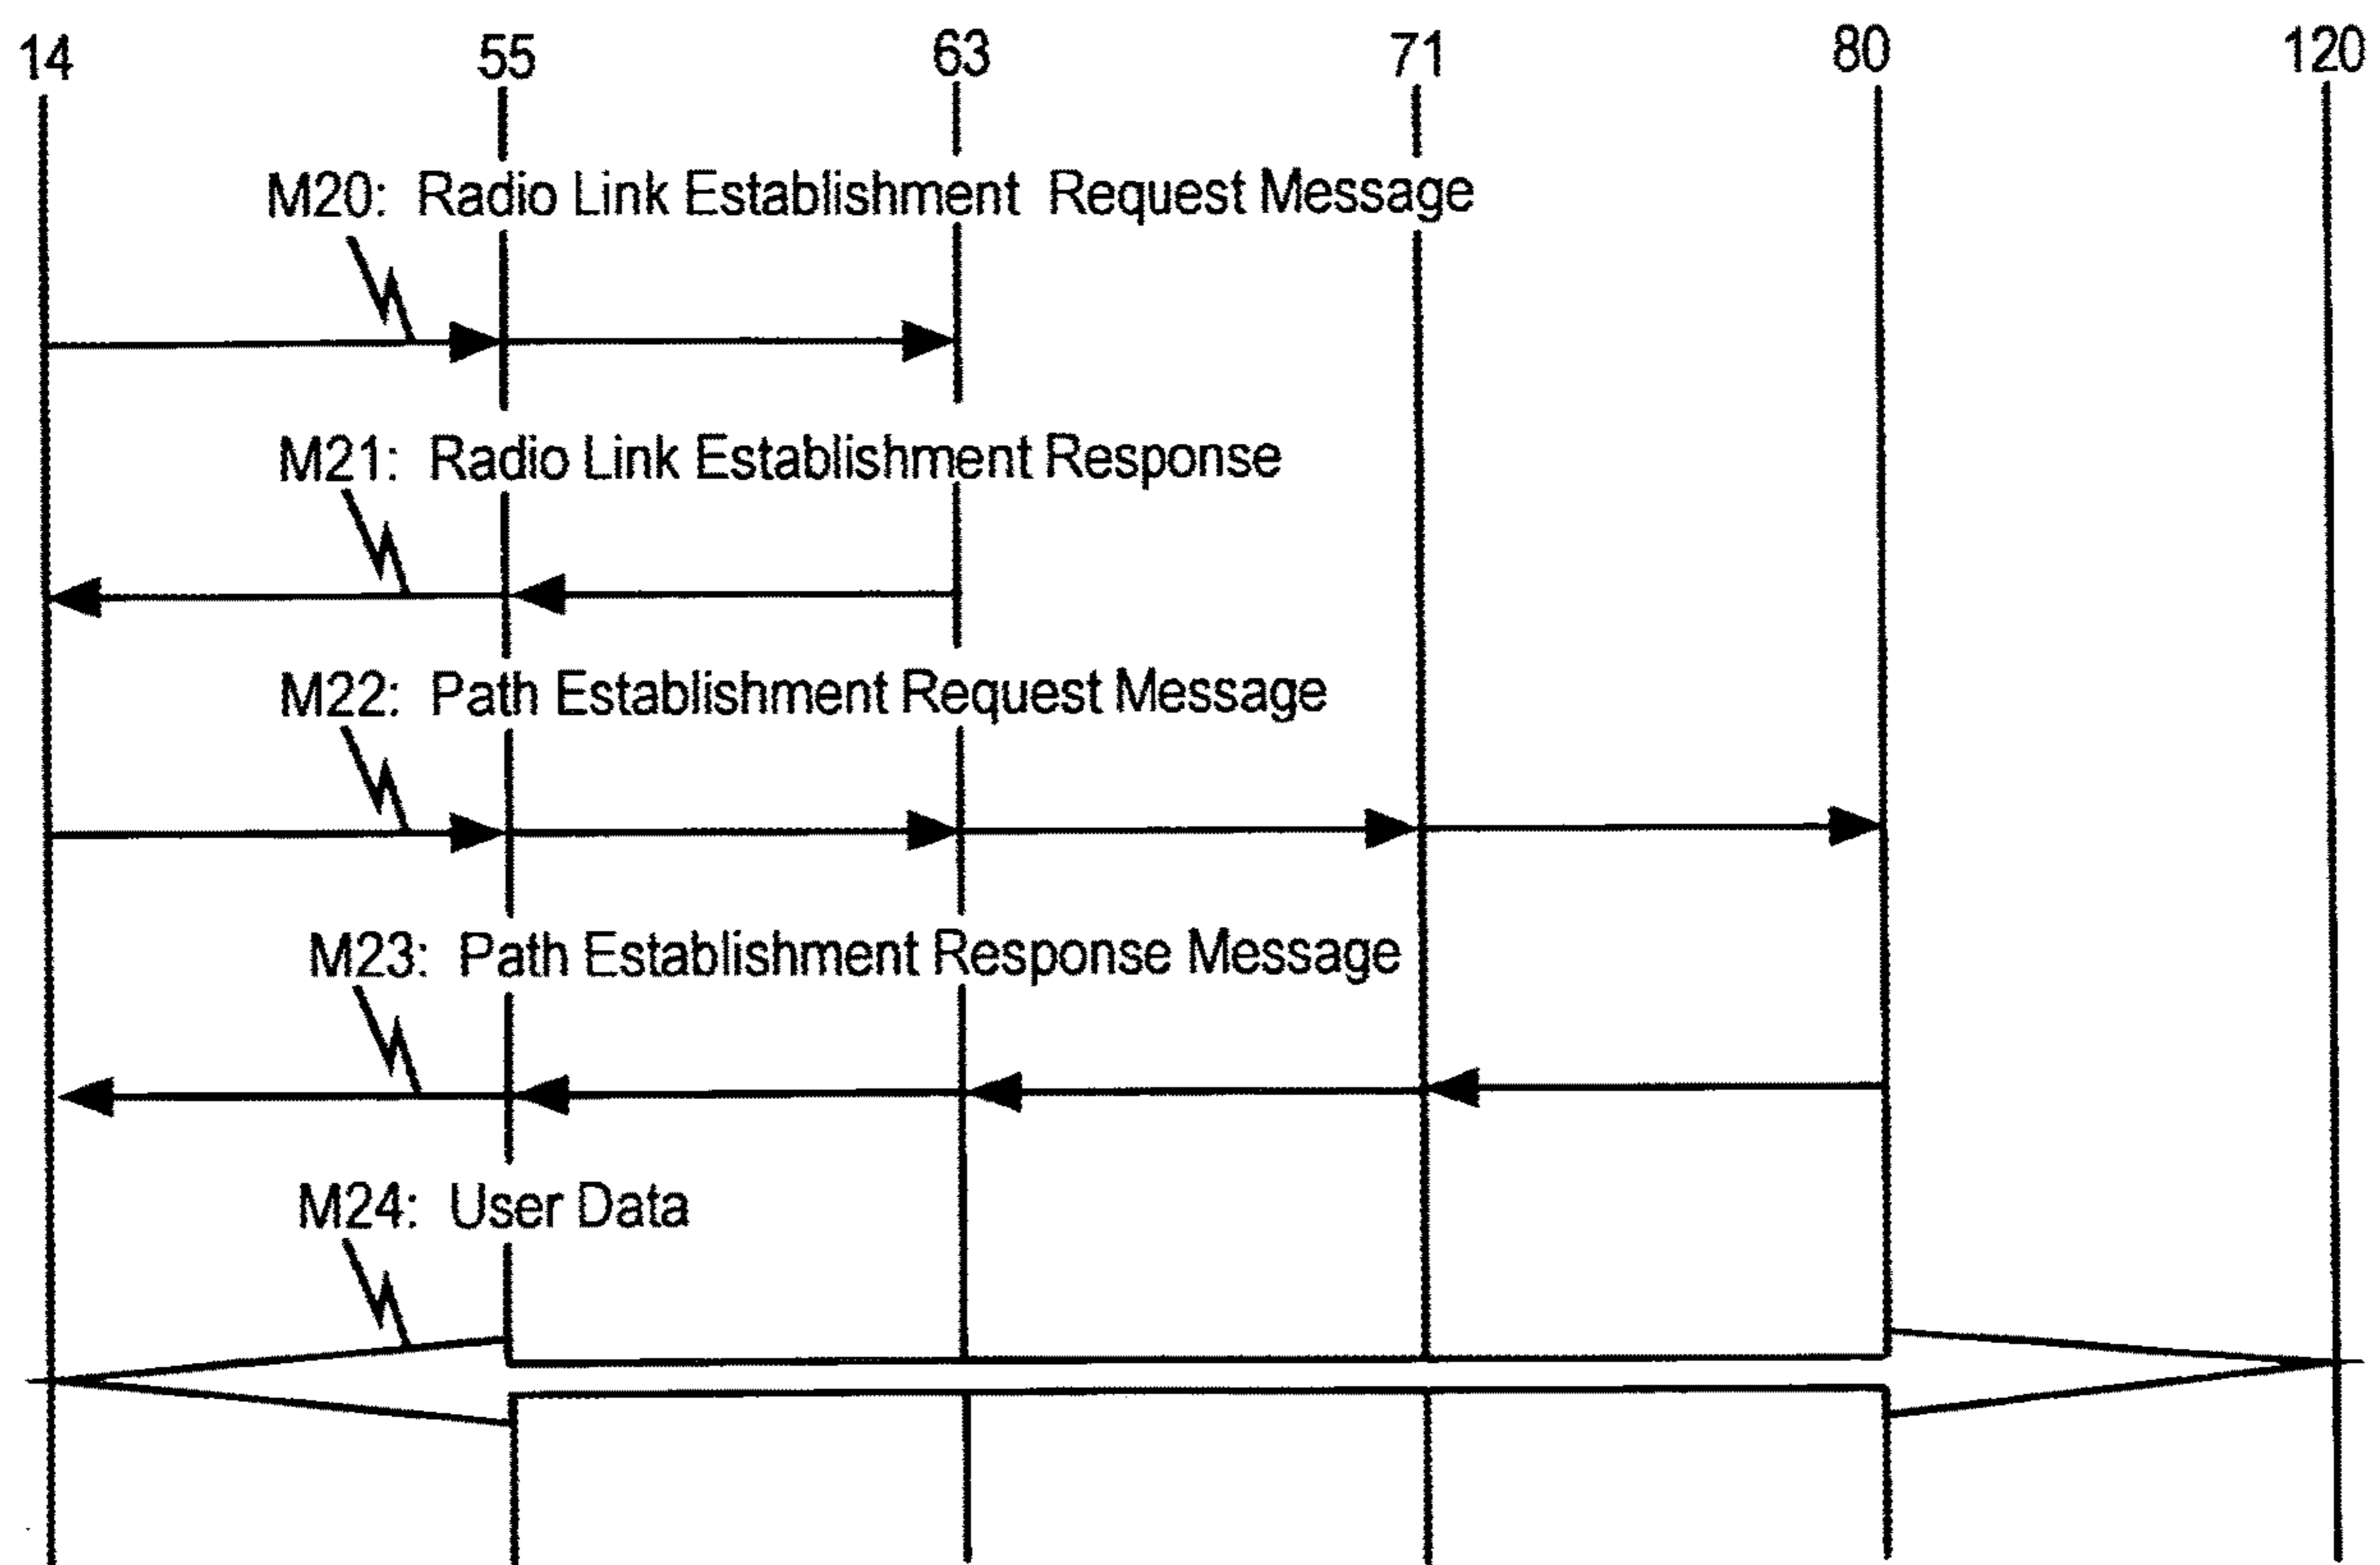 14 55 63 71 80 120
M20: Radio Link Establishment Request Message
M21: Radio Link Establishment Response
M22: Path Establishment Request Message
M23: Path Establishment Response Message
M24: User Data